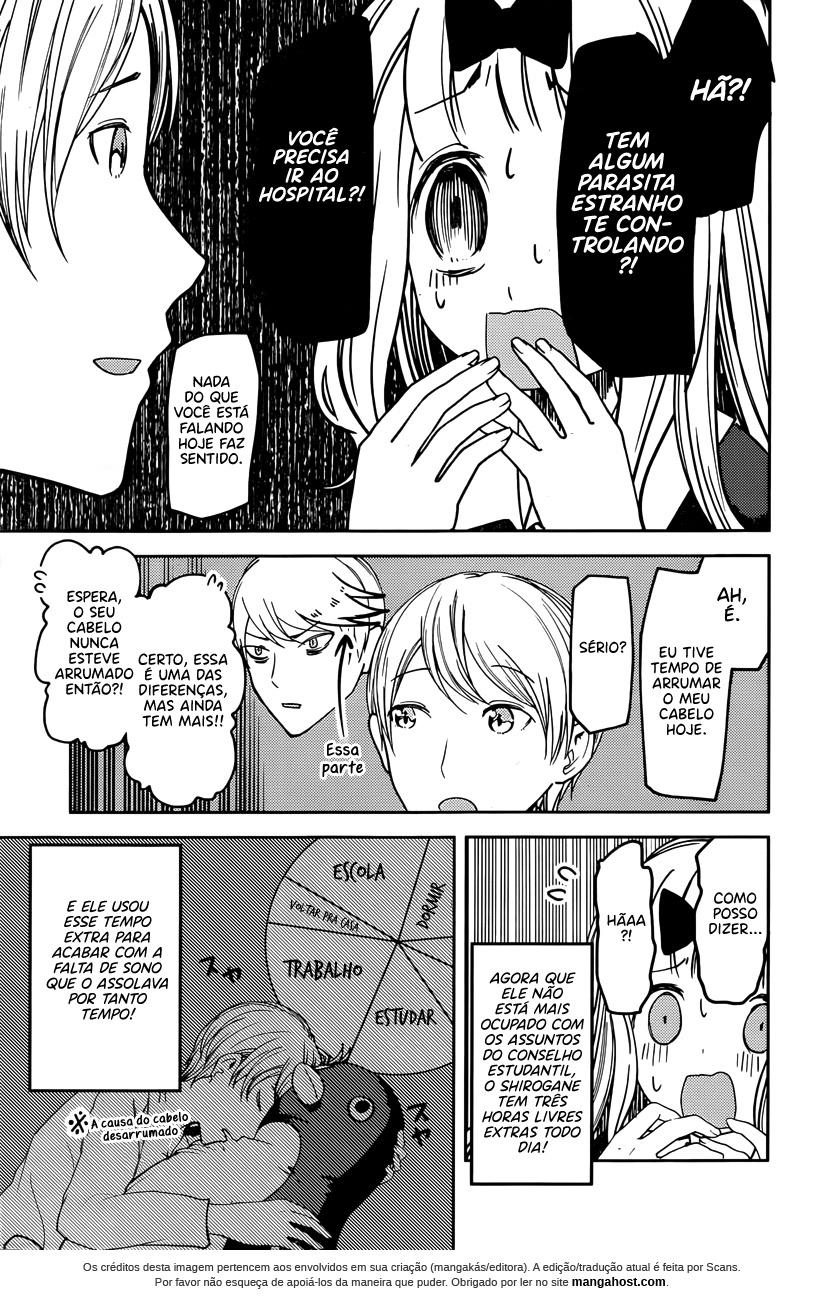 HÃ?!
TEM
ALGUM
PARASITA
ESTRANHO
TE CON-
TROLANDO
?!
VOCÊ
PRECISA
IR AO
HOSPITAL?!
NADA
DO QUE
VOCÊ ESTÁ
FALANDO
HOJE FAZ
SENTIDO.
AH,
É.
EU TIVE
TEMPO DE
ARRUMAR
O MEU
CABELO
HOJE.
SÉRIO?
Essa
parte
CERTO, ESSA
É UMA DAS
DIFERENÇAS,
MAS AINDA
TEM MAIS!!
ESPERA,
O SEU
CABELO
NUNCA
ESTEVE
ARRUMADO
ENTÃO?!
COMO
POSSO
DIZER...
HÃAA
?!
AGORA QUE
ELE NÃO
ESTÁ MAIS
OCUPADO COM
OS ASSUNTOS
DO CONSELHO
ESTUDANTIL,
O SHIROGANE
TEM TRÊS
HORAS LIVRES
EXTRAS TODO
DIA!
ESCOLA
DORMIR
VOLTAR PRA CASA
TRABALHO
ESTUDAR
E ELE USOU
ESSE TEMPO
EXTRA PARA
ACABAR COM A
FALTA DE SONO
QUE O ASSOLAVA
POR TANTO
TEMPO!
スヤ
スヤ
※ A causa do cabelo
desarrumado
Os créditos desta imagem pertencem aos envolvidos em sua criação (mangakás/editora). A edição/tradução atual é feita por Scans.
Por favor não esqueça de apoiá-los da maneira que puder. Obrigado por ler no site mangahost.com.